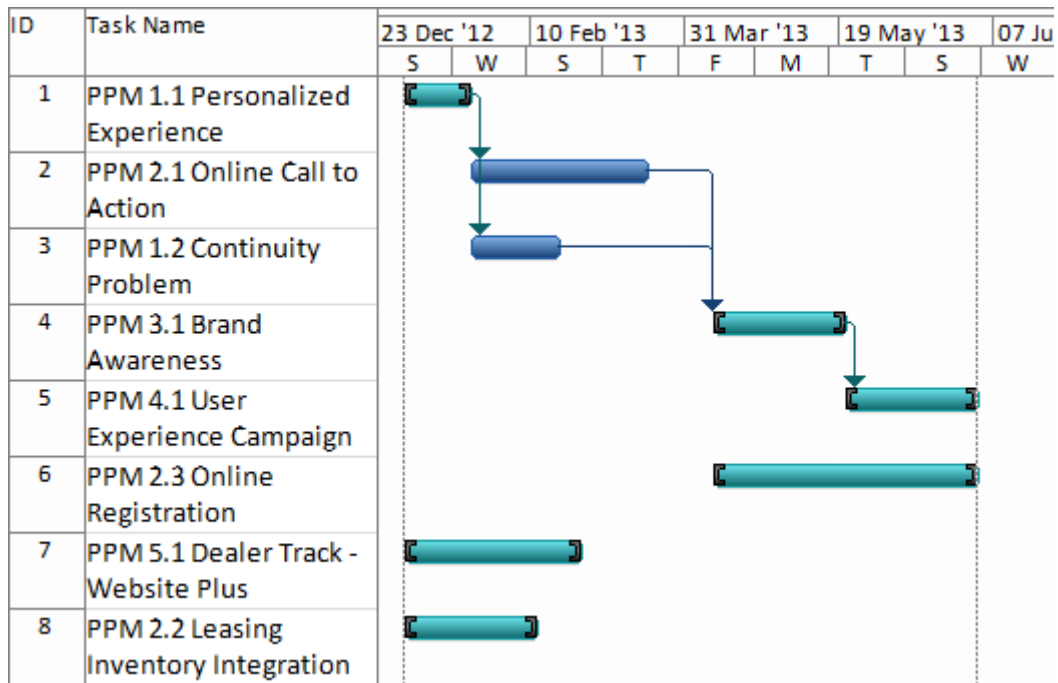 ID Task Name 23 Dec '12 10 Feb '13 31 Mar '13 19 May '13 07 Ju
S W S T F M T S W
1 PPM 1.1 Personalized
Experience
2 PPM 2.1 Online Call to
Action
3 PPM 1.2 Continuity
Problem
4 PPM 3.1 Brand
Awareness
5 PPM 4.1 User
Experience Campaign
6 PPM 2.3 Online
Registration
7 PPM 5.1 Dealer Track -
Website Plus
8 PPM 2.2 Leasing
Inventory Integration